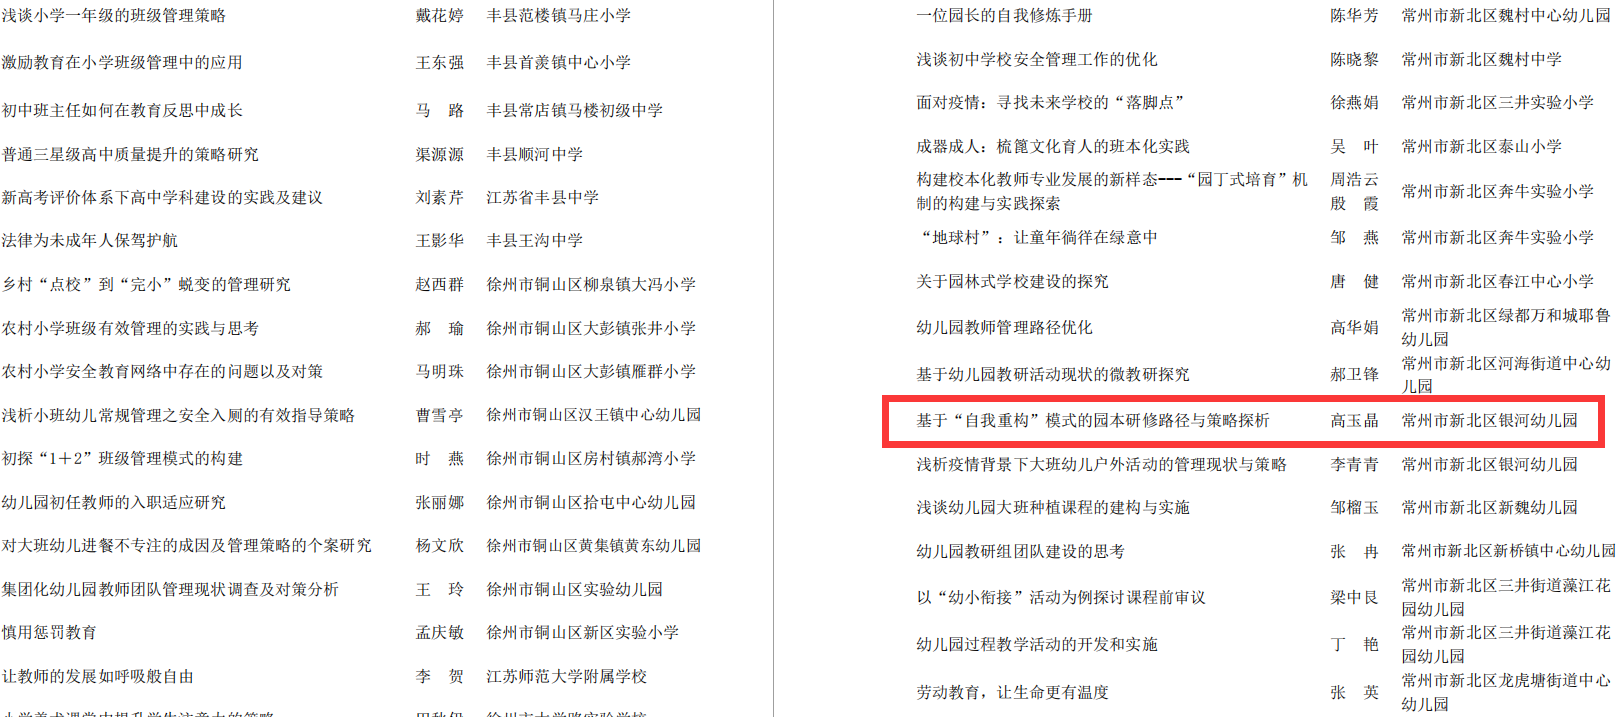 浅谈小学一年级的班级管理策略 戴花婷 丰县范楼镇马庄小学
激励教育在小学班级管理中的应用 王东强 丰县首羡镇中心小学
初中班主任如何在教育反思中成长 马 路 丰县常店镇马楼初级中学
普通三星级高中质量提升的策略研究 渠源源 丰县顺河中学
新高考评价体系下高中学科建设的实践及建议 刘素芹 江苏省丰县中学
法律为未成年人保驾护航 王影华 丰县王沟中学
乡村“点校”到“完小”蜕变的管理研究 赵西群 徐州市铜山区柳泉镇大冯小学
农村小学班级有效管理的实践与思考 郝 瑜 徐州市铜山区大彭镇张井小学
农村小学安全教育网络中存在的问题以及对策 马明珠 徐州市铜山区大彭镇雁群小学
浅析小班幼儿常规管理之安全入厕的有效指导策略 曹雪亭 徐州市铜山区汉王镇中心幼儿园
初探“1＋2”班级管理模式的构建 时 燕 徐州市铜山区房村镇郝湾小学
幼儿园初任教师的入职适应研究 张丽娜 徐州市铜山区拾屯中心幼儿园
对大班幼儿进餐不专注的成因及管理策略的个案研究 杨文欣 徐州市铜山区黄集镇黄东幼儿园
集团化幼儿园教师团队管理现状调查及对策分析 王 玲 徐州市铜山区实验幼儿园
慎用惩罚教育 孟庆敏 徐州市铜山区新区实验小学
让教师的发展如呼吸般自由 李 贺 江苏师范大学附属学校
一位园长的自我修炼手册 陈华芳 常州市新北区魏村中心幼儿园
浅谈初中学校安全管理工作的优化 陈晓黎 常州市新北区魏村中学
面对疫情：寻找未来学校的“落脚点” 徐燕娟 常州市新北区三井实验小学
成器成人：梳篦文化育人的班本化实践 吴 叶 常州市新北区泰山小学
构建校本化教师专业发展的新样态---“园丁式培育”机 周浩云
制的构建与实践探索 殷 霞 常州市新北区奔牛实验小学
“地球村”：让童年徜徉在绿意中 邹 燕 常州市新北区奔牛实验小学
关于园林式学校建设的探究 唐 健 常州市新北区春江中心小学
幼儿园教师管理路径优化 高华娟 常州市新北区绿都万和城耶鲁
幼儿园
基于幼儿园教研活动现状的微教研探究 郝卫锋 常州市新北区河海街道中心幼
儿园
基于“自我重构”模式的园本研修路径与策略探析 高玉晶 常州市新北区银河幼儿园
浅析疫情背景下大班幼儿户外活动的管理现状与策略 李青青 常州市新北区银河幼儿园
浅谈幼儿园大班种植课程的建构与实施 邹榴玉 常州市新北区新魏幼儿园
幼儿园教研组团队建设的思考 张 冉 常州市新北区新桥镇中心幼儿园
以“幼小衔接”活动为例探讨课程前审议 梁中艮 常州市新北区三井街道藻江花
园幼儿园
幼儿园过程教学活动的开发和实施 丁 艳 常州市新北区三井街道藻江花
园幼儿园
劳动教育，让生命更有温度 张 英 常州市新北区龙虎塘街道中心
幼儿园